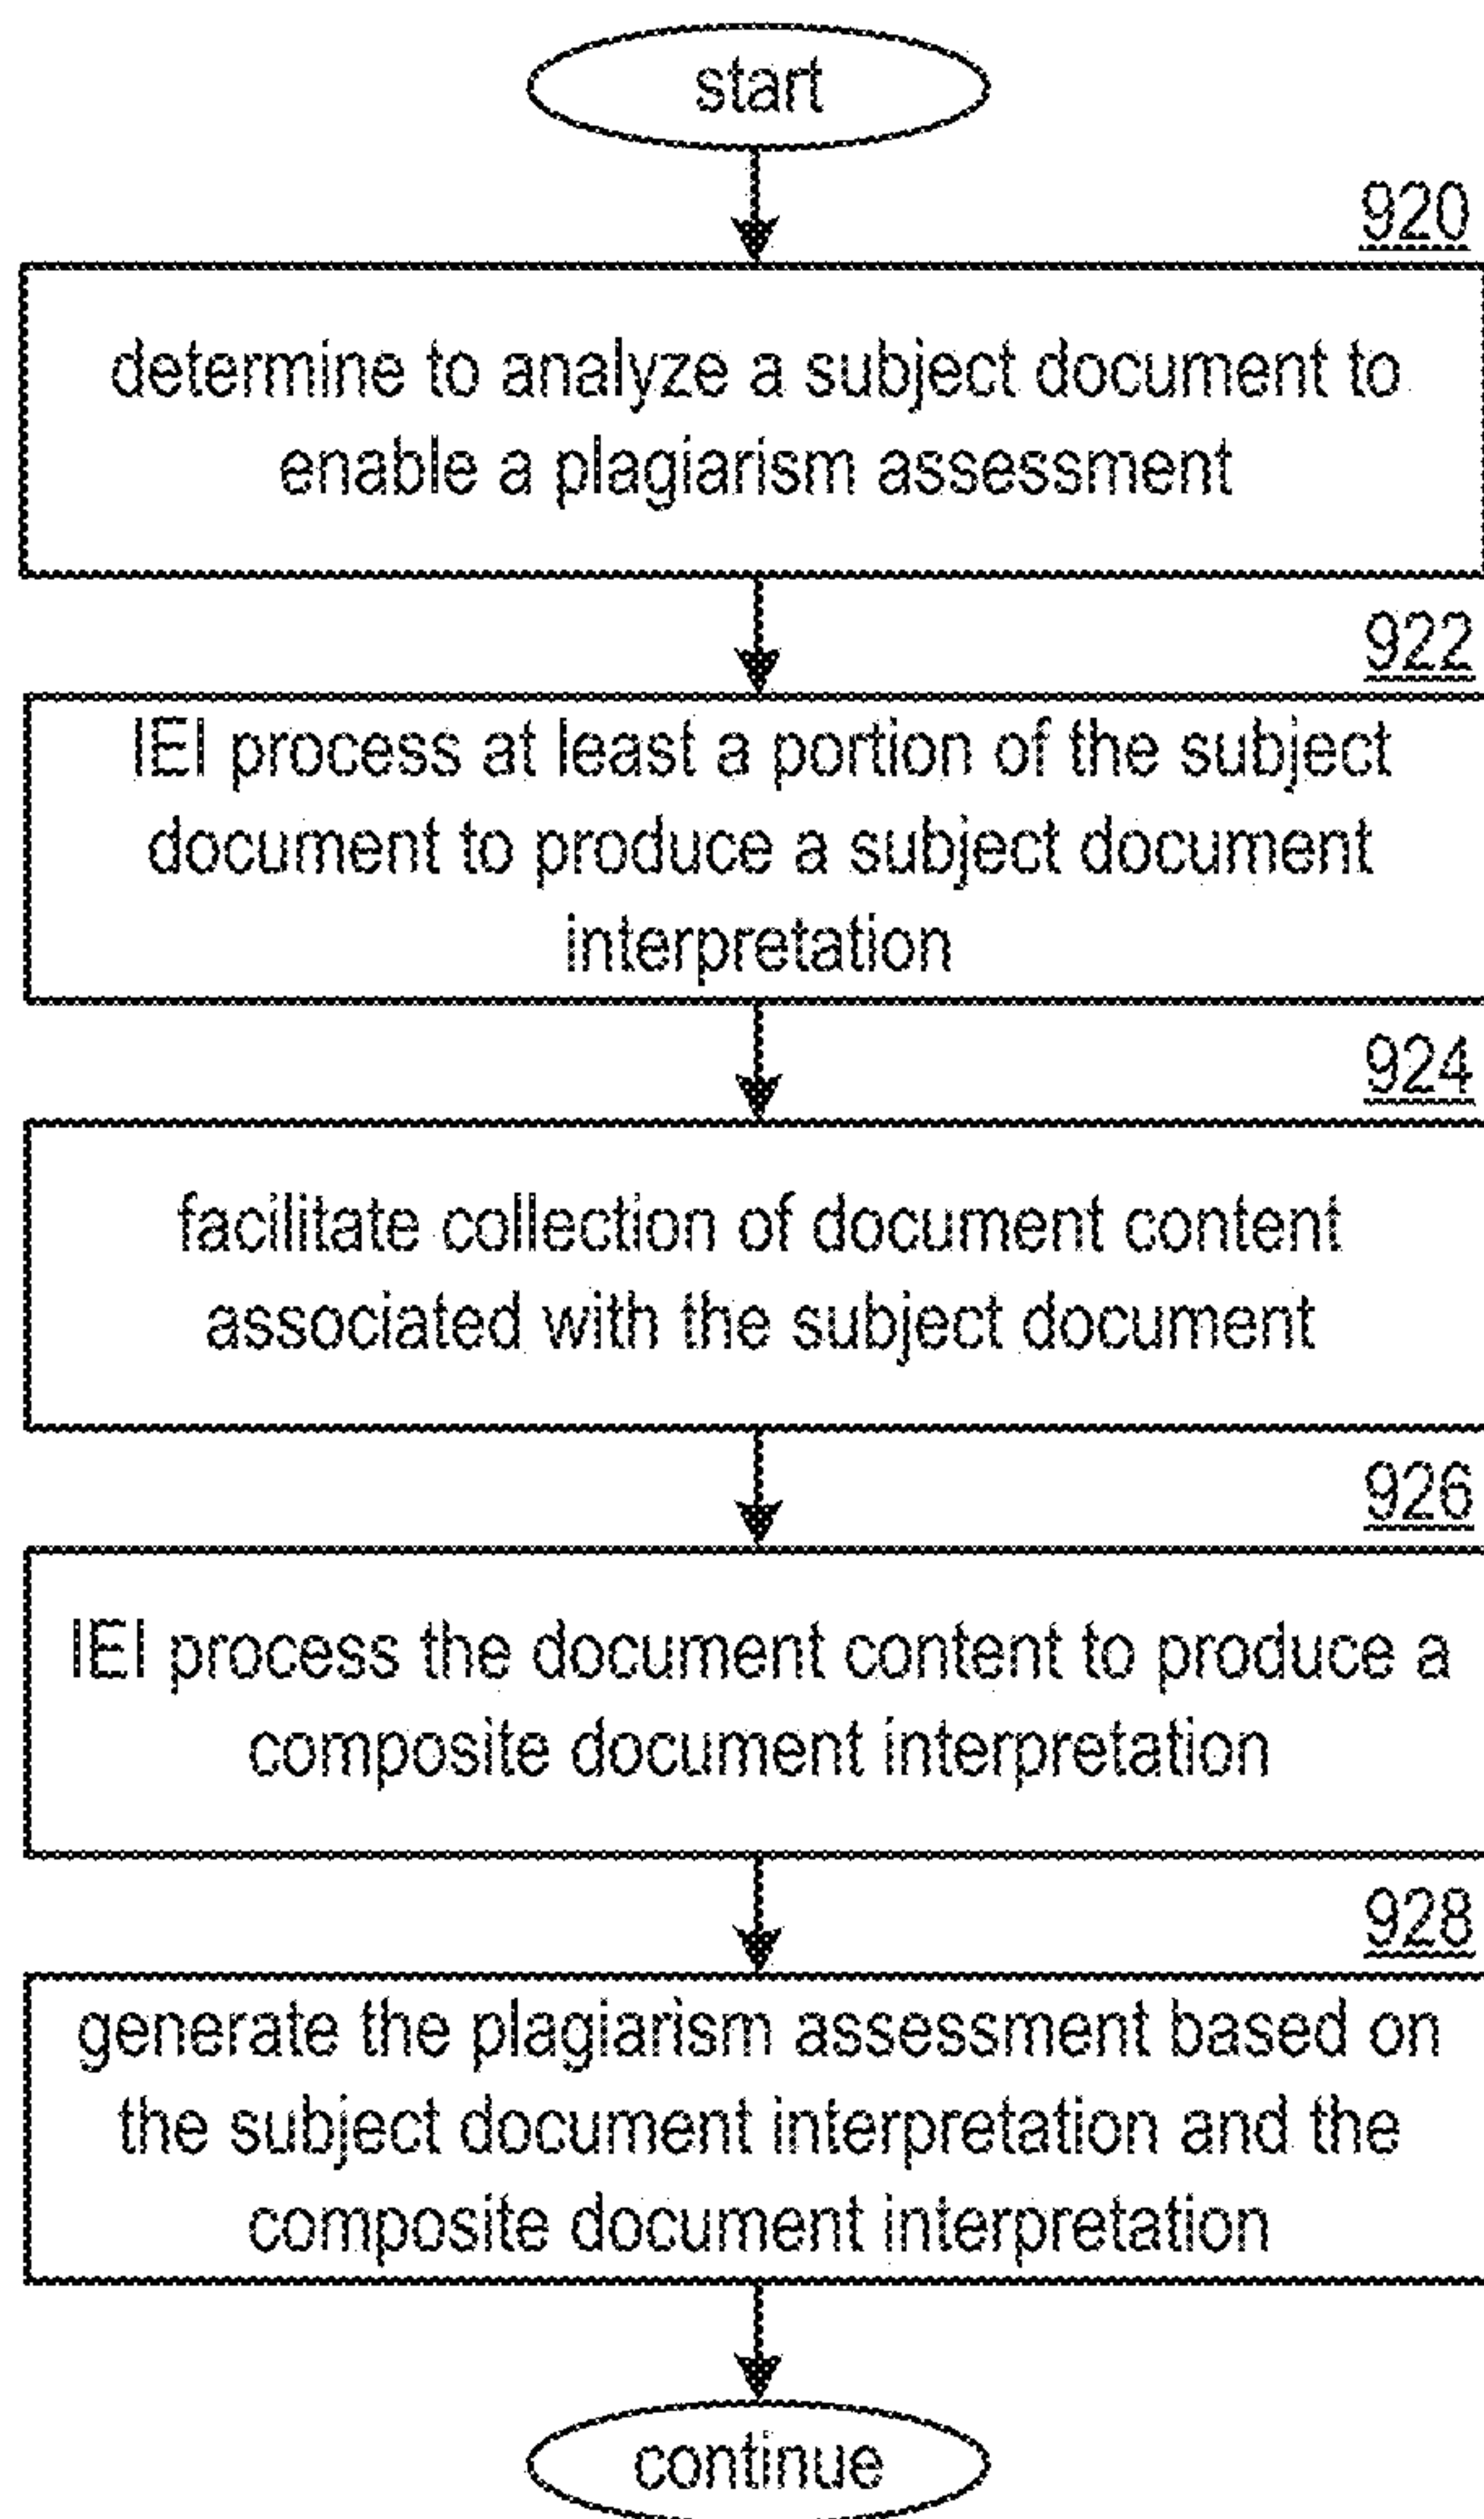 start
920
determine to analyze a subject document to
enable a plagiarism assessment
922
IEI process at least a portion of the subject
document to produce a subject document
interpretation
924
facilitate collection of document content
associated with the subject document
926
IEI process the document content to produce a
composite document interpretation
928
generate the plagiarism assessment based on
the subject document interpretation and the
composite document interpretation
continue